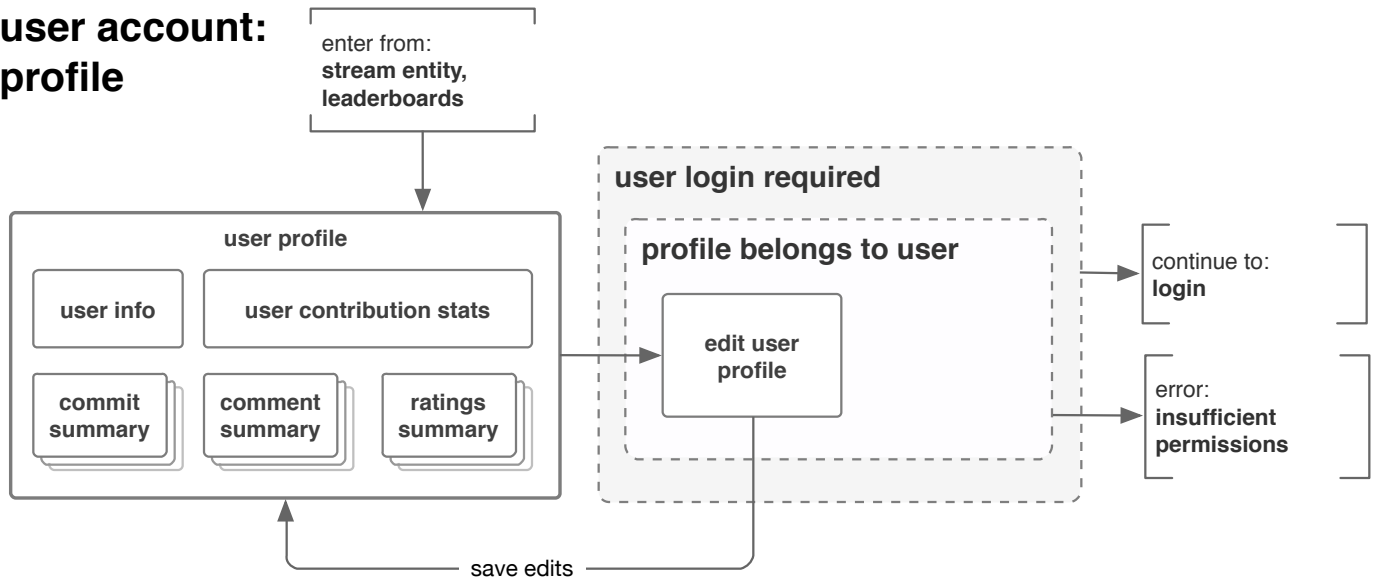 user account:
profile
enter from:
stream entity,
leaderboards
user login required
user profile
profile belongs to user
user info
user contribution stats
continue to:
login
edit user
profile
commit
summary
comment
summary
ratings
summary
error:
insufficient
permissions
save edits